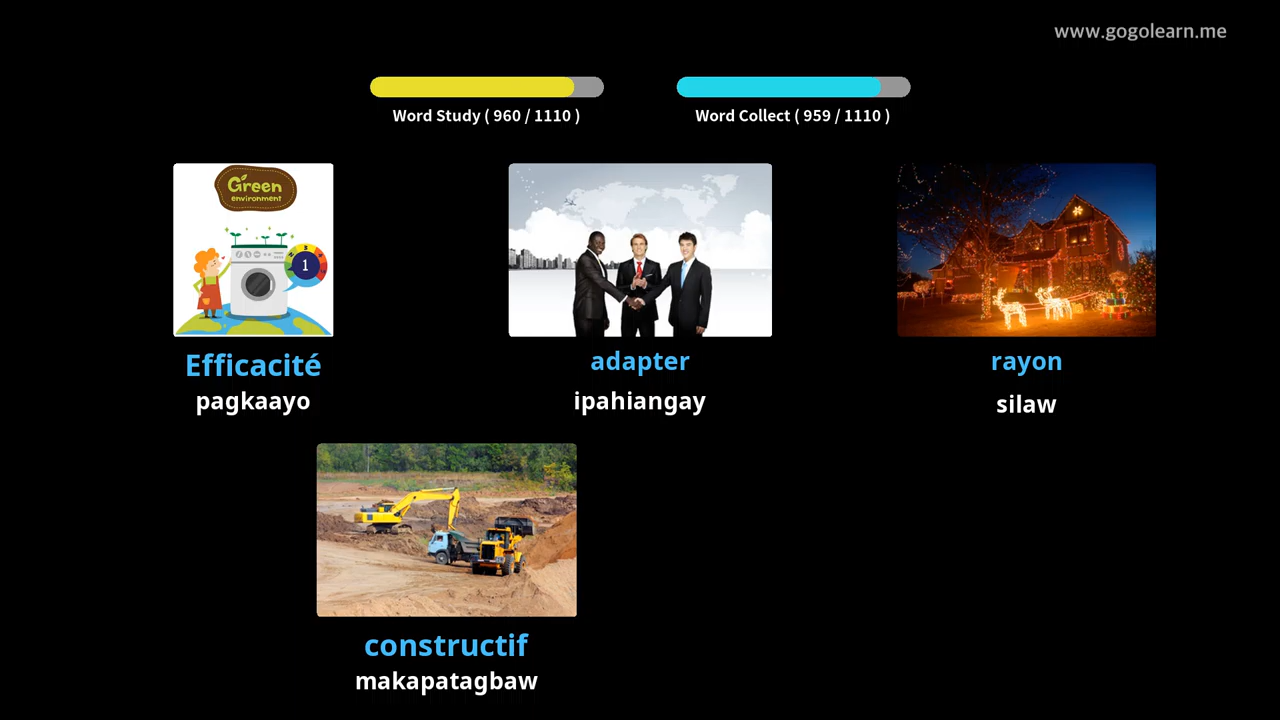 www.gogolearn.me
Word Study ( 960 / 1110 )
Word Collect ( 959 / 1110 )
Green
environment
1
Efficacité
pagkaayo
adapter
ipahiangay
rayon
silaw
constructif
makapatagbaw